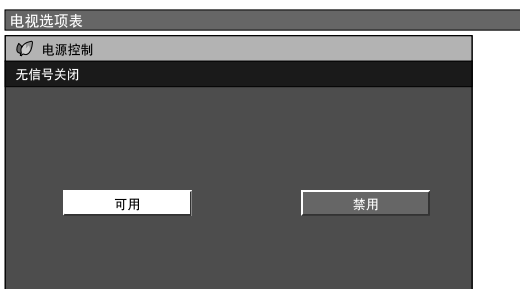 电视选项表
电源控制
无信号关闭
可用
禁用